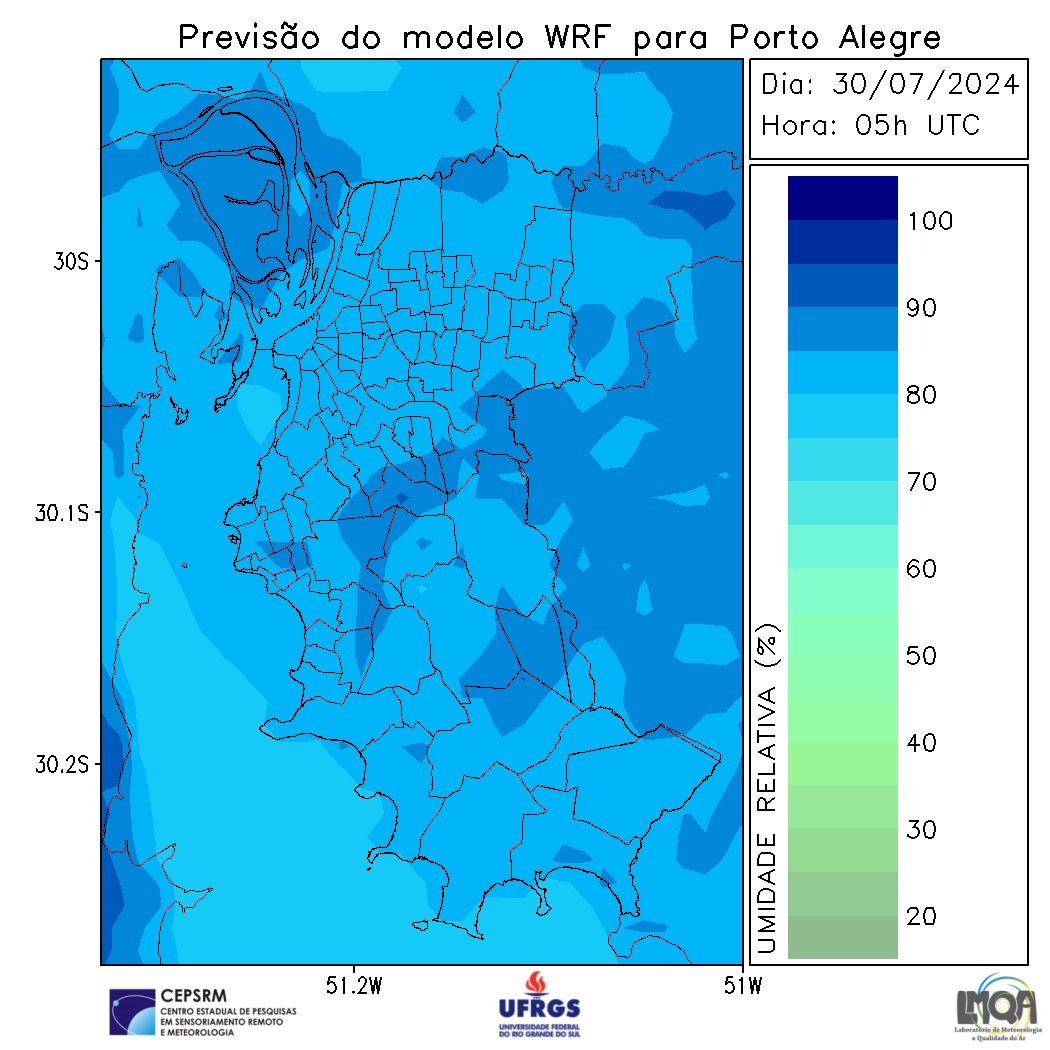 Previsão do modelo WRF para Porto Alegre
Dia: 30/07/2024
Hora: 05h UTC
30S
30.1S
30.2S
51.2W
51W
UMIDADE RELATIVA (%)
100
90
80
70
60
50
40
30
20
CEPSRM
CENTRO ESTADUAL DE PESQUISAS
EM SENSORIAMENTO REMOTO
E METEOROLOGIA
UFRGS
UNIVERSIDADE FEDERAL
DO RIO GRANDE DO SUL
LMQA
Laboratório de Meteorologia
e Qualidade do Ar